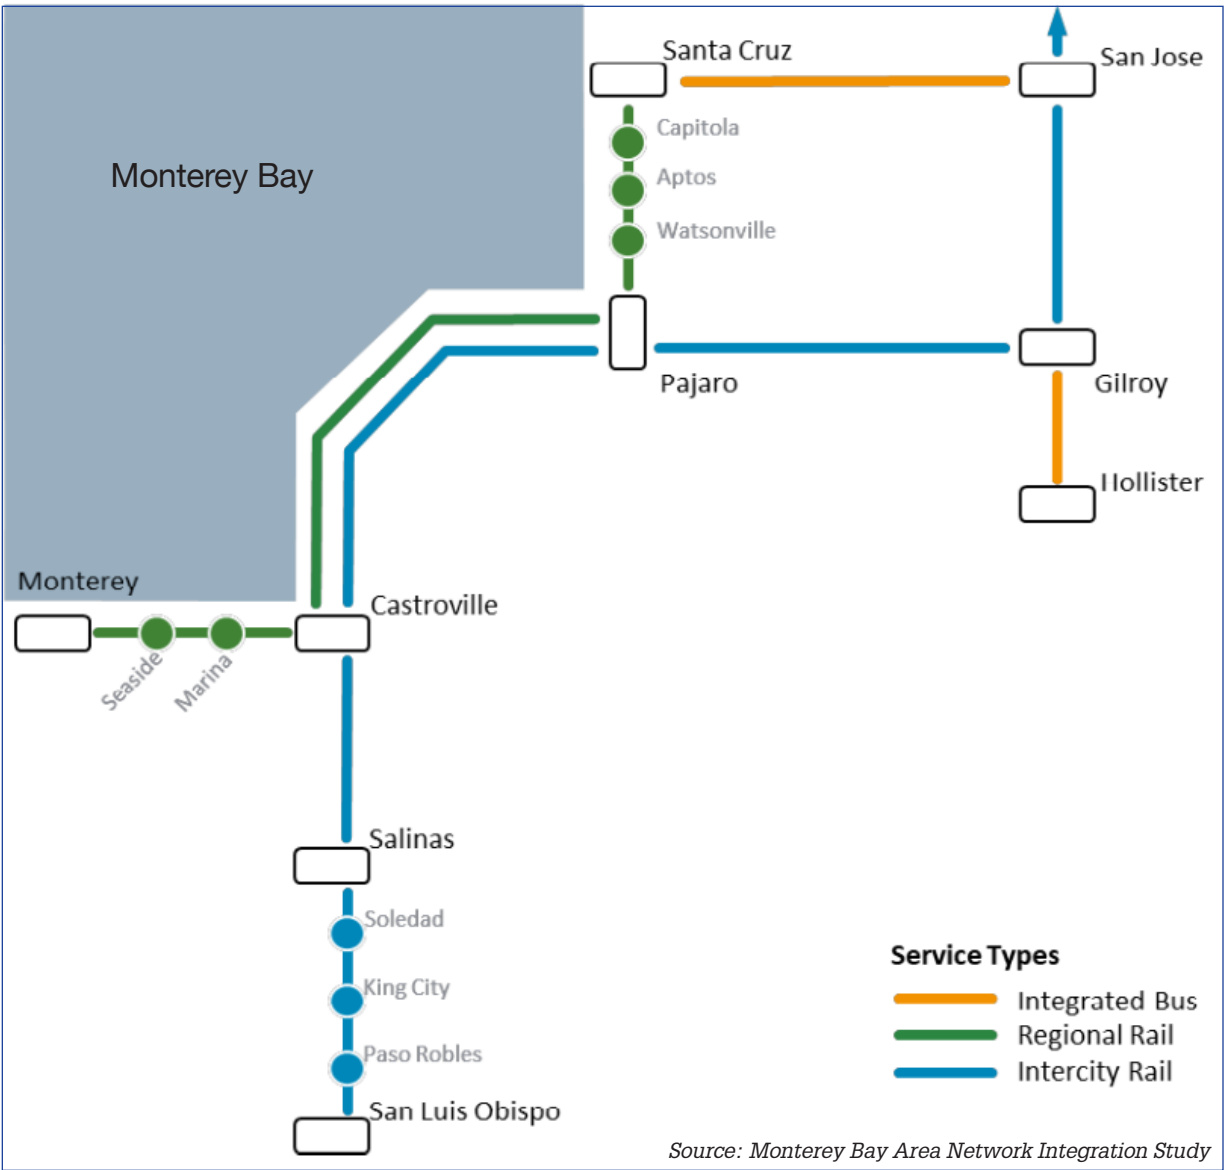 Santa Cruz
San Jose
Capitola
Monterey Bay
Aptos
Watsonville
Pajaro
Gilroy
Hollister
Monterey
Castroville
Seaside
Marina
Salinas
Soledad
King City
Paso Robles
San Luis Obispo
Service Types
Integrated Bus
Regional Rail
Intercity Rail
Source: Monterey Bay Area Network Integration Study